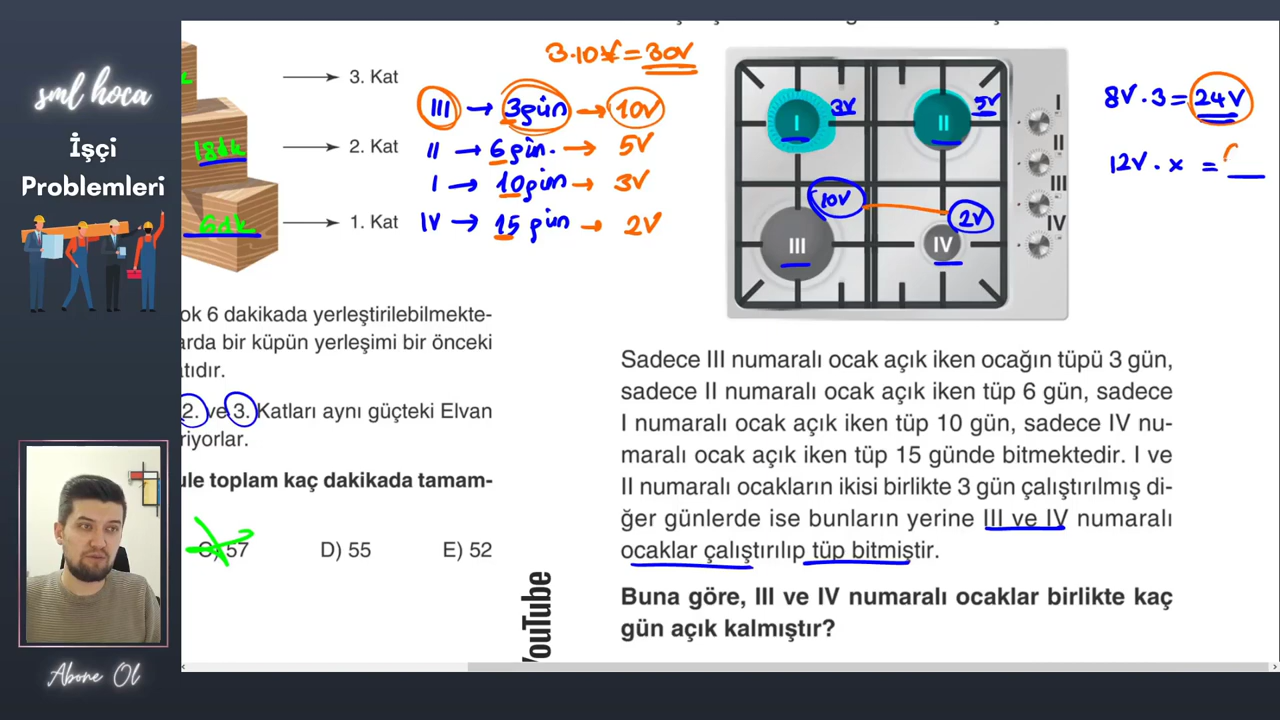 sml hoca
İşçi
Problemleri
Abone Ol
3. Kat
2. Kat
18dk
1. Kat
6dk
ok 6 dakikada yerleştirilebilmekte-
arda bir küpün yerleşimi bir önceki
atıdır.
2. ve 3. Katları aynı güçteki Elvan
riyorlar.
ule toplam kaç dakikada tamam-
C) 57 D) 55 E) 52
3.10V=30V
III → 3gün → 10V
II → 6 gün. → 5V
I → 10gün → 3V
IV → 15 gün → 2V
I 3V II 5V
10V 2V
III IV
I
II
III
IV
8V.3=24V
12V.x =
Sadece III numaralı ocak açık iken ocağın tüpü 3 gün,
sadece II numaralı ocak açık iken tüp 6 gün, sadece
I numaralı ocak açık iken tüp 10 gün, sadece IV nu-
maralı ocak açık iken tüp 15 günde bitmektedir. I ve
II numaralı ocakların ikisi birlikte 3 gün çalıştırılmış di-
ğer günlerde ise bunların yerine III ve IV numaralı
ocaklar çalıştırılıp tüp bitmiştir.
Buna göre, III ve IV numaralı ocaklar birlikte kaç
gün açık kalmıştır?
YouTube